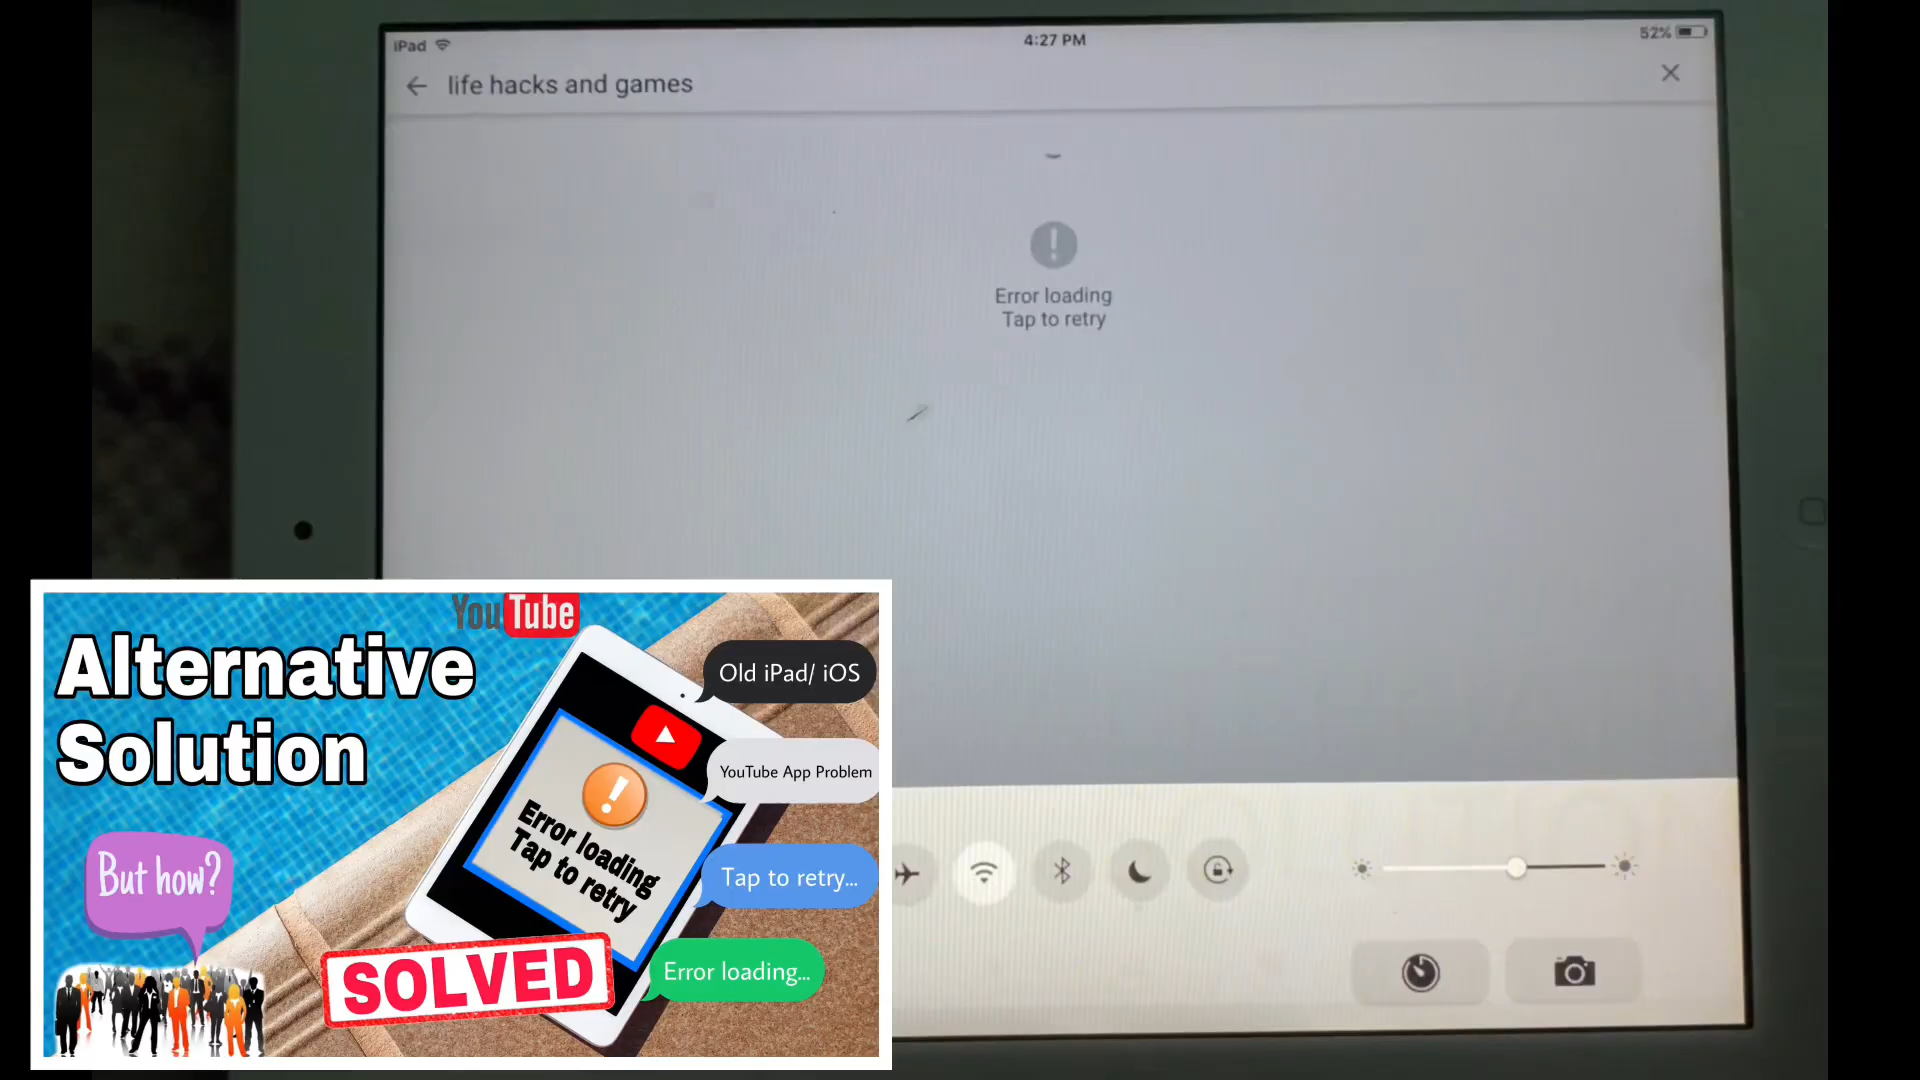 iPad
4:27 PM
52%
life hacks and games
Error loading
Tap to retry
YouTube
Alternative
Solution
Old iPad/ iOS
YouTube App Problem
Error loading
Tap to retry
But how?
Tap to retry...
SOLVED
Error loading...